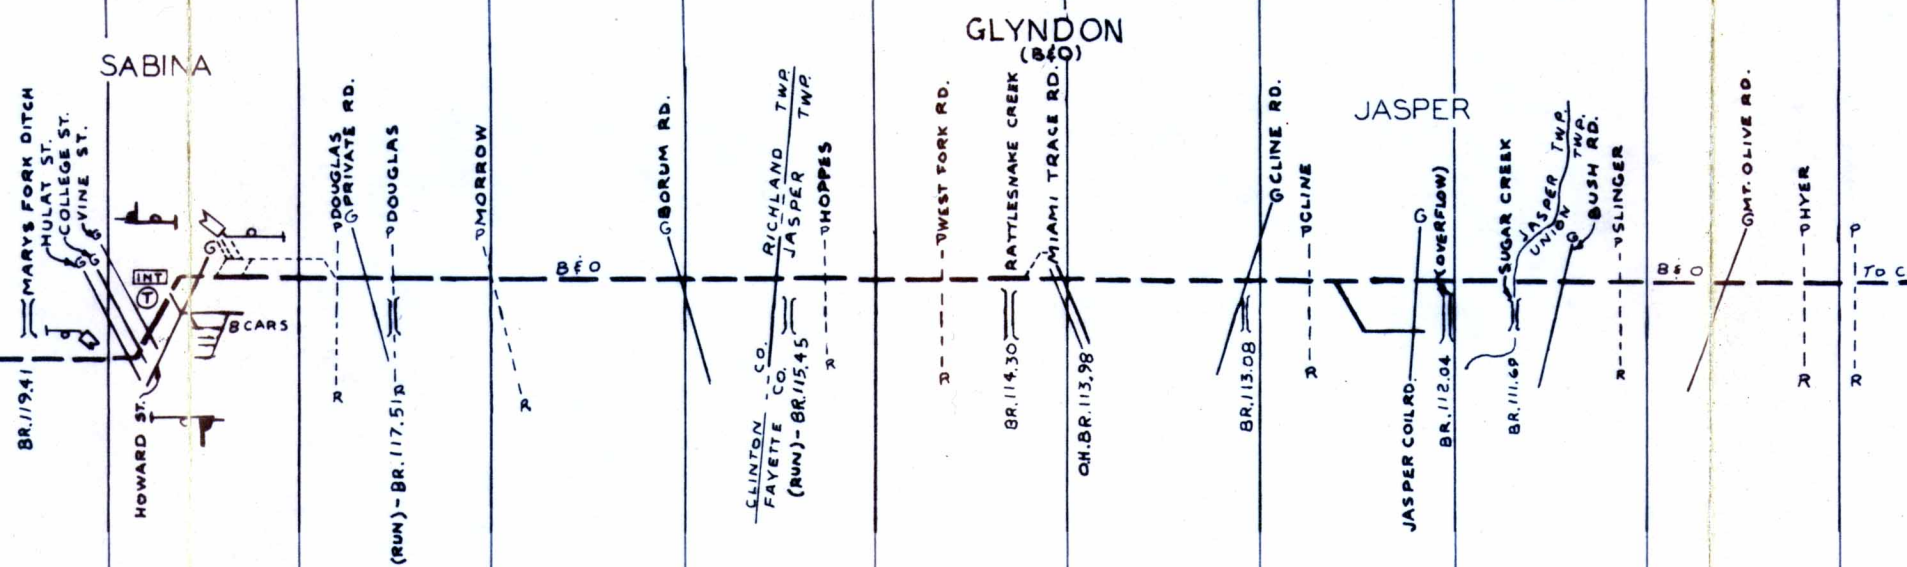 SABINA
GLYNDON
(B&O)
JASPER
MARYS FORK DITCH
HULAT ST.
COLLEGE ST.
VINE ST.
G
G
G
G
INT
T
8 CARS
BR. 119.41
HOWARD ST.
P DOUGLAS
R
G PRIVATE RD.
P DOUGLAS
R
(RUN)-BR. 117.51
P MORROW
R
B&O
G BORUM RD.
RICHLAND TWP.
JASPER TWP.
CLINTON CO.
FAYETTE CO.
(RUN)-BR. 115.45
P HOPPES
R
P WEST FORK RD.
R
RATTLESNAKE CREEK
BR. 114.30
MIAMI TRACE RD.
O.H. BR. 113.98
G CLINE RD.
BR. 113.08
P CLINE
R
G
JASPER COIL RD.
(OVERFLOW)
BR. 112.04
SUGAR CREEK
BR. 111.69
JASPER TWP.
UNION TWP.
G BUSH RD.
P SLINGER
R
B&O
G MT. OLIVE RD.
P HYER
R
P
R
TO C